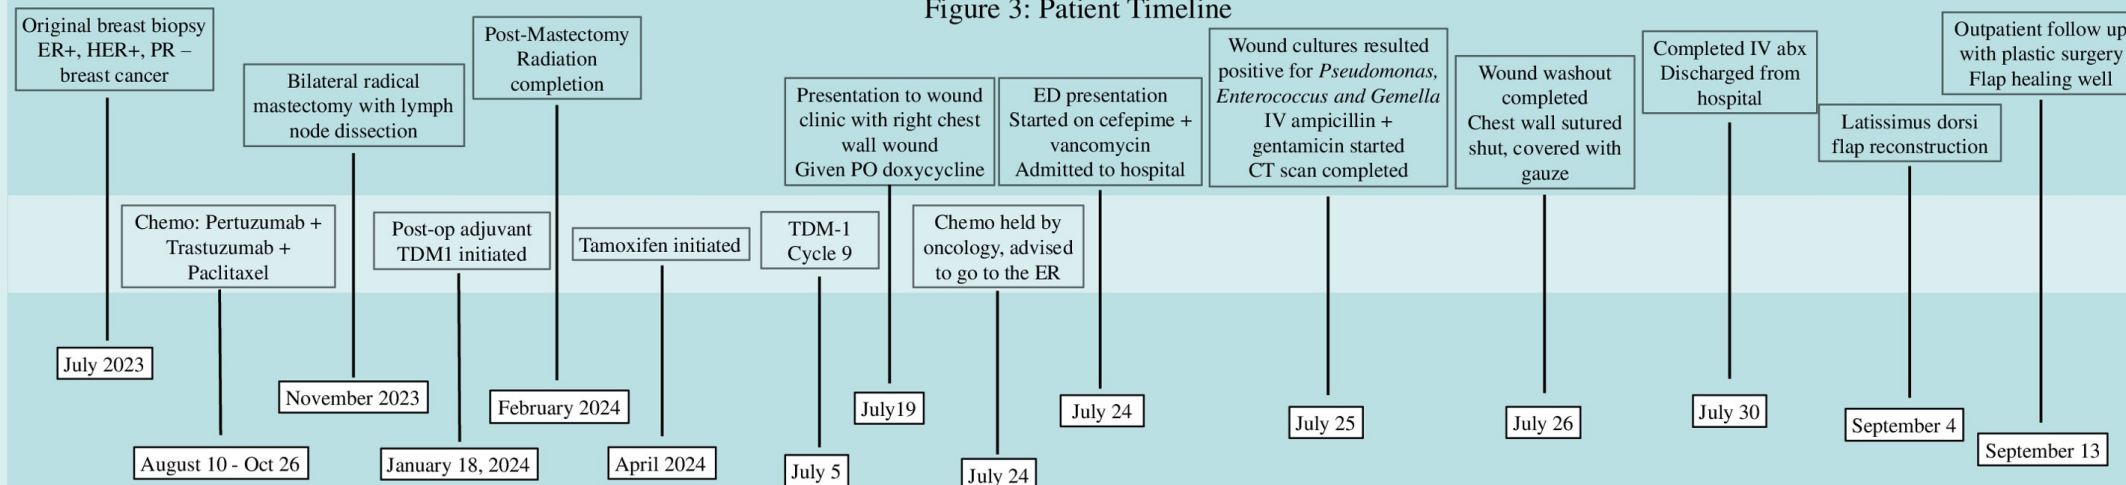 Figure 3: Patient Timeline
Original breast biopsy
ER+, HER+, PR –
breast cancer
July 2023
Chemo: Pertuzumab +
Trastuzumab +
Paclitaxel
August 10 - Oct 26
Bilateral radical
mastectomy with lymph
node dissection
November 2023
Post-op adjuvant
TDM1 initiated
January 18, 2024
Post-Mastectomy
Radiation
completion
February 2024
Tamoxifen initiated
April 2024
TDM-1
Cycle 9
July 5
Presentation to wound
clinic with right chest
wall wound
Given PO doxycycline
July19
Chemo held by
oncology, advised
to go to the ER
July 24
ED presentation
Started on cefepime +
vancomycin
Admitted to hospital
July 24
Wound cultures resulted
positive for Pseudomonas,
Enterococcus and Gemella
IV ampicillin +
gentamicin started
CT scan completed
July 25
Wound washout
completed
Chest wall sutured
shut, covered with
gauze
July 26
Completed IV abx
Discharged from
hospital
July 30
Latissimus dorsi
flap reconstruction
September 4
Outpatient follow up
with plastic surgery
Flap healing well
September 13